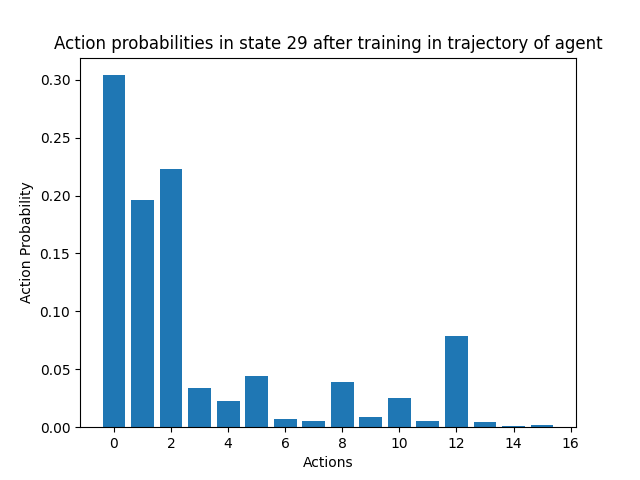 Action probabilities in state 29 after training in trajectory of agent
0.30
0.25
0.20
0.15
0.10
0.05
0.00
Action Probability
0 2 4 6 8 10 12 14 16
Actions